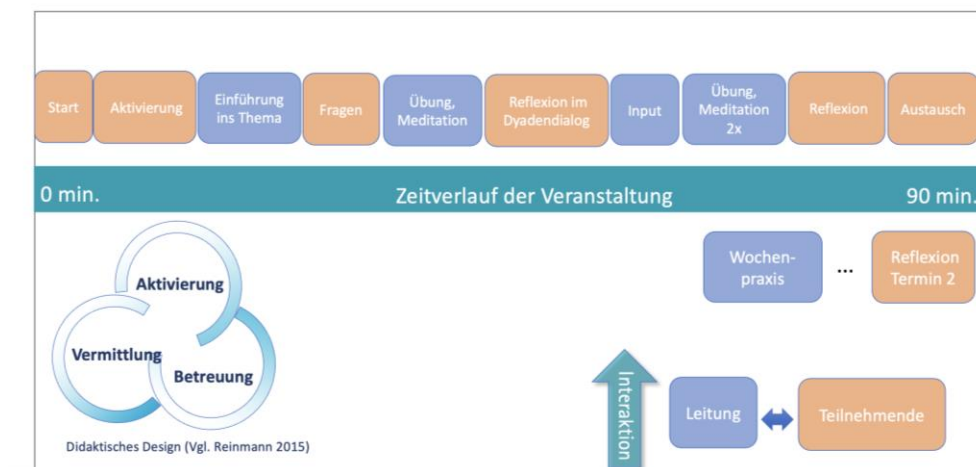 Start
Aktivierung
Einführung
ins Thema
Fragen
Übung,
Meditation
Reflexion im
Dyadendialog
Input
Übung,
Meditation
2x
Reflexion
Austausch
0 min.
Zeitverlauf der Veranstaltung
90 min.
Aktivierung
Vermittlung
Betreuung
Didaktisches Design (Vgl. Reinmann 2015)
Wochen-
praxis
...
Reflexion
Termin 2
Interaktion
Leitung
Teilnehmende